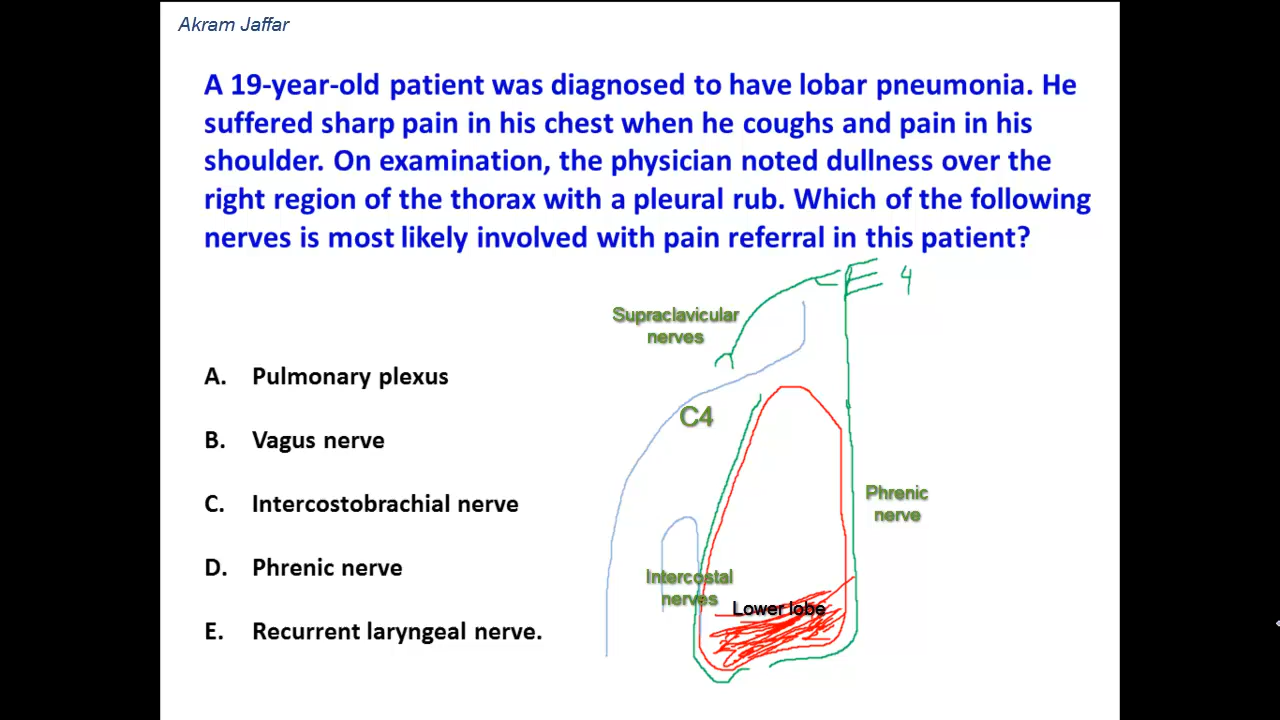 Akram Jaffar
A 19-year-old patient was diagnosed to have lobar pneumonia. He
suffered sharp pain in his chest when he coughs and pain in his
shoulder. On examination, the physician noted dullness over the
right region of the thorax with a pleural rub. Which of the following
nerves is most likely involved with pain referral in this patient?
4
Supraclavicular
nerves
A. Pulmonary plexus
C4
B. Vagus nerve
C. Intercostobrachial nerve
Phrenic
nerve
D. Phrenic nerve
Intercostal
nerves
Lower lobe
E. Recurrent laryngeal nerve.